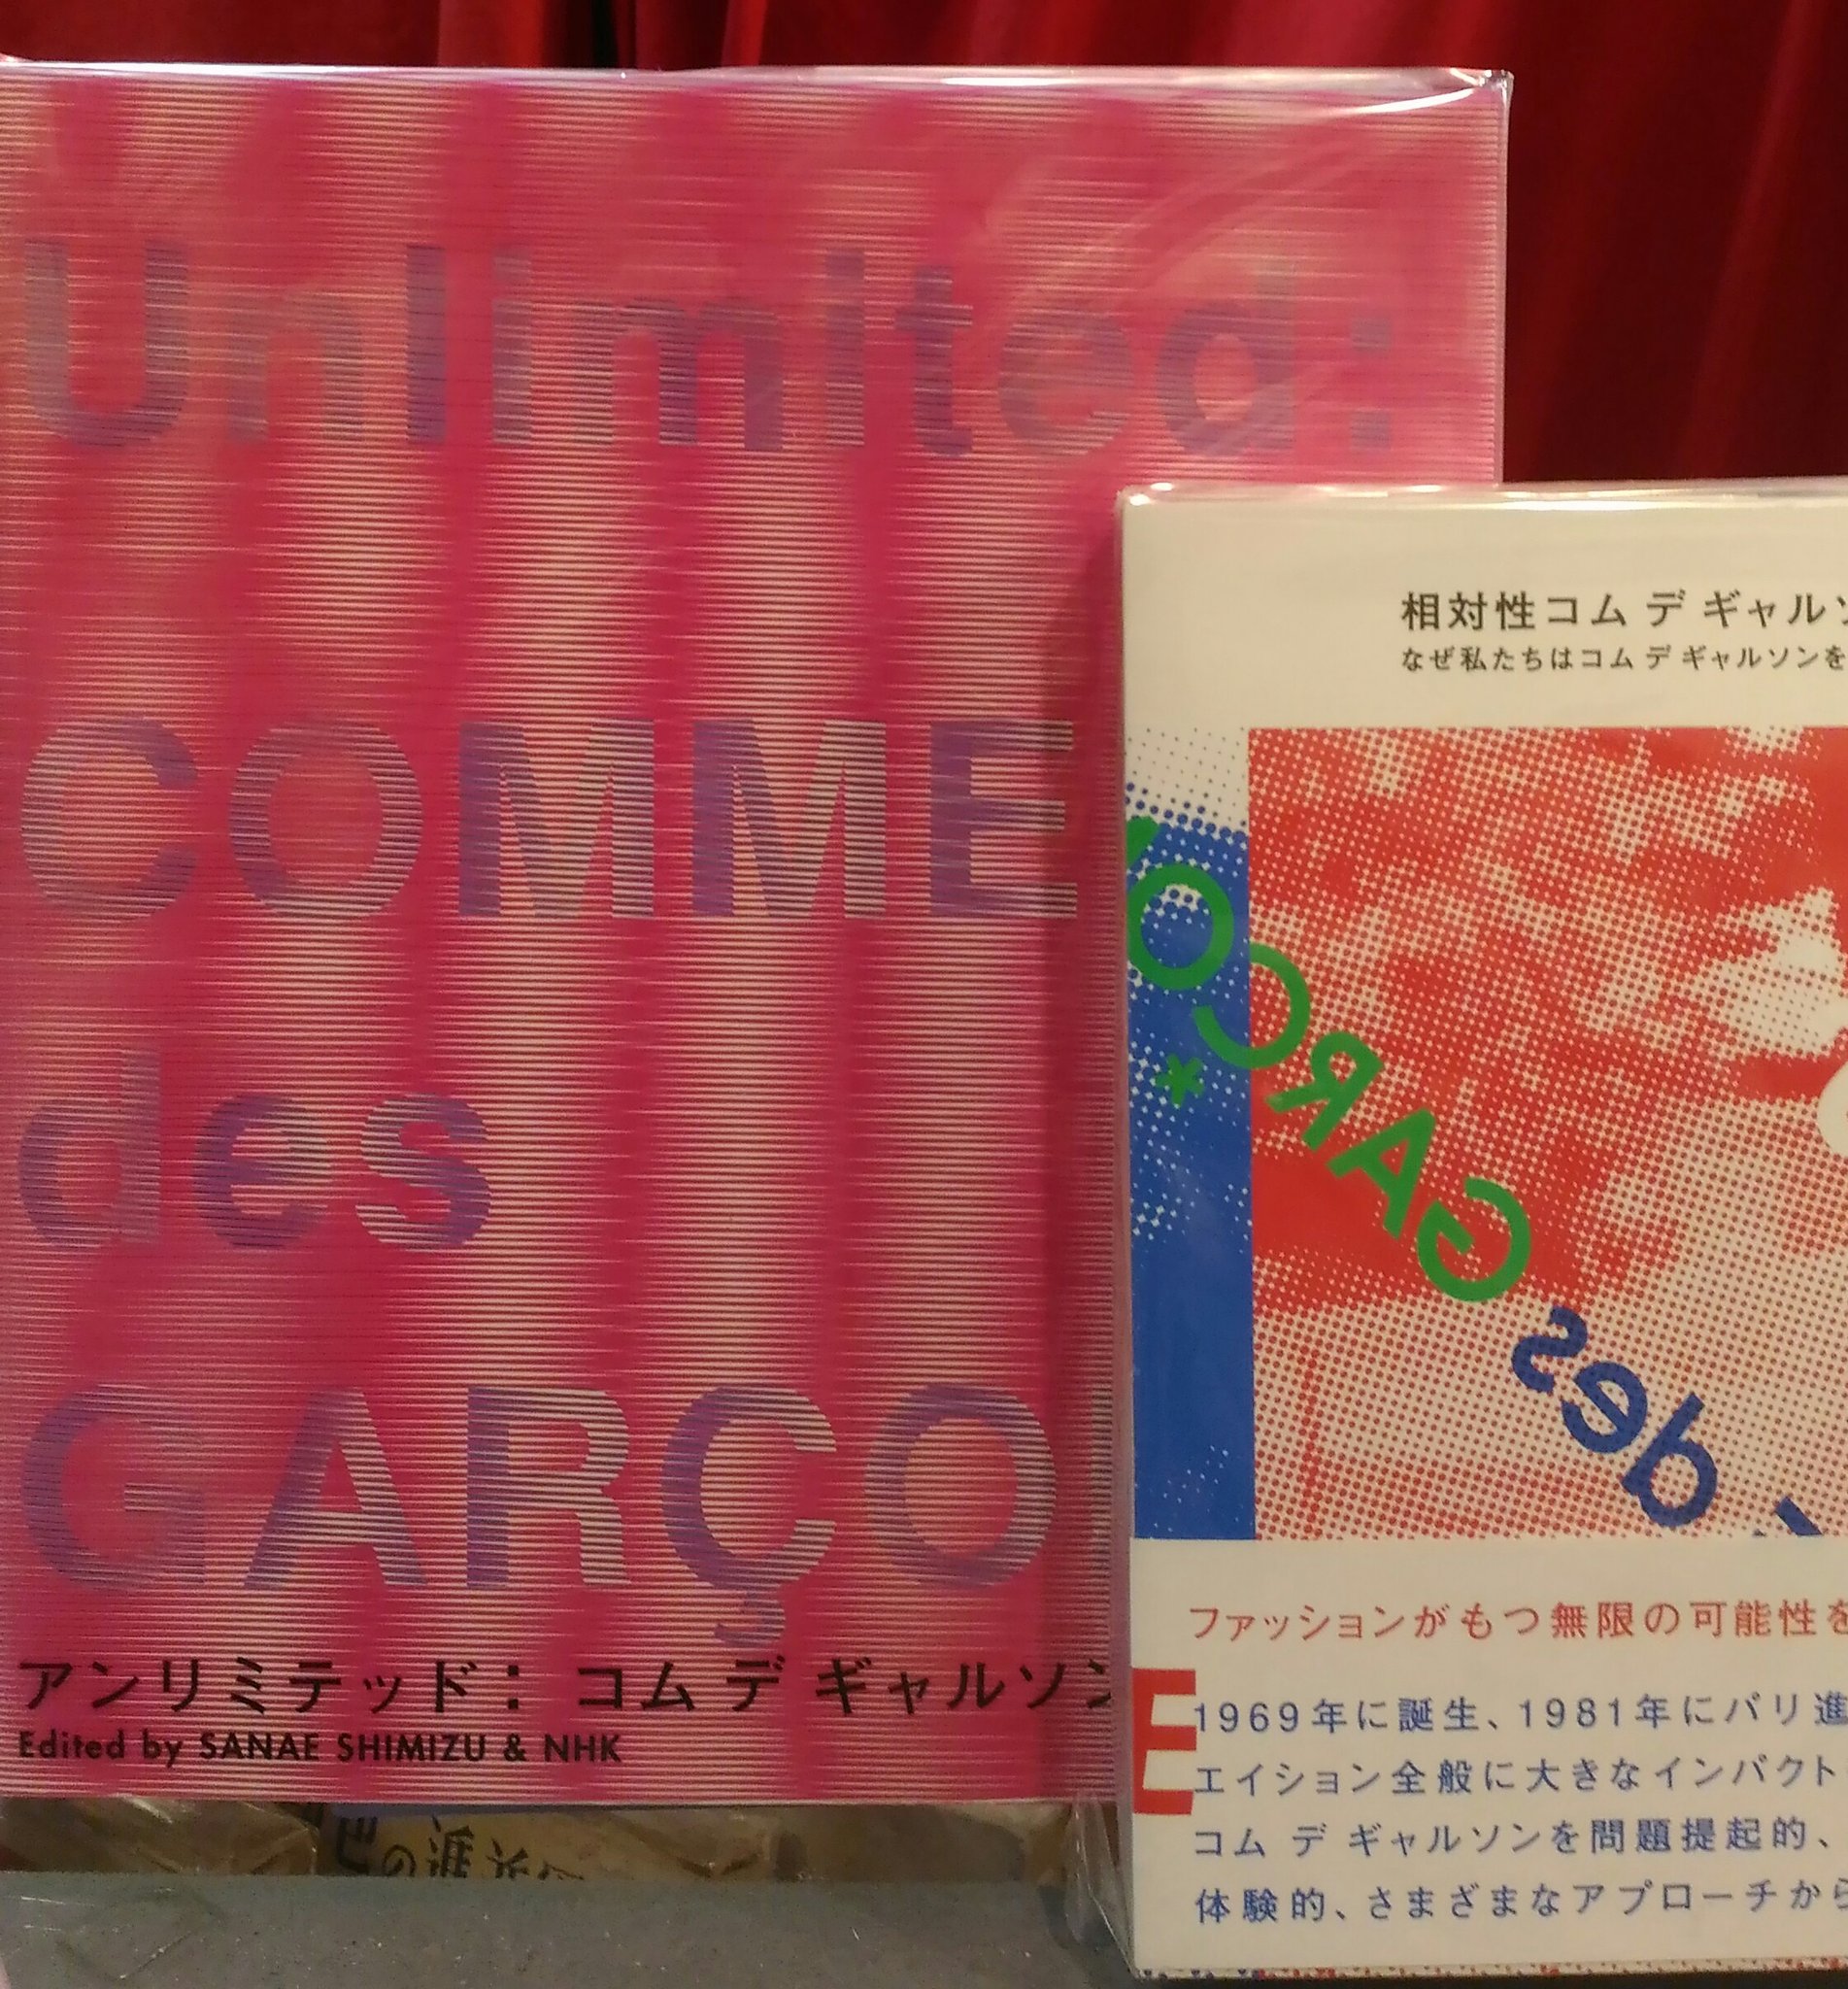 Unlimited:
COMME
des
GARÇO
アンリミテッド： コム デ ギャルソン
Edited by SANAE SHIMIZU & NHK
相対性コム デ ギャルソ
なぜ私たちはコム デ ギャルソンを
GARÇO
*
des
ファッションがもつ無限の可能性を
E
1969年に誕生、1981年にパリ進
エイション全般に大きなインパクト
コム デ ギャルソンを問題提起的、
体験的、さまざまなアプローチから